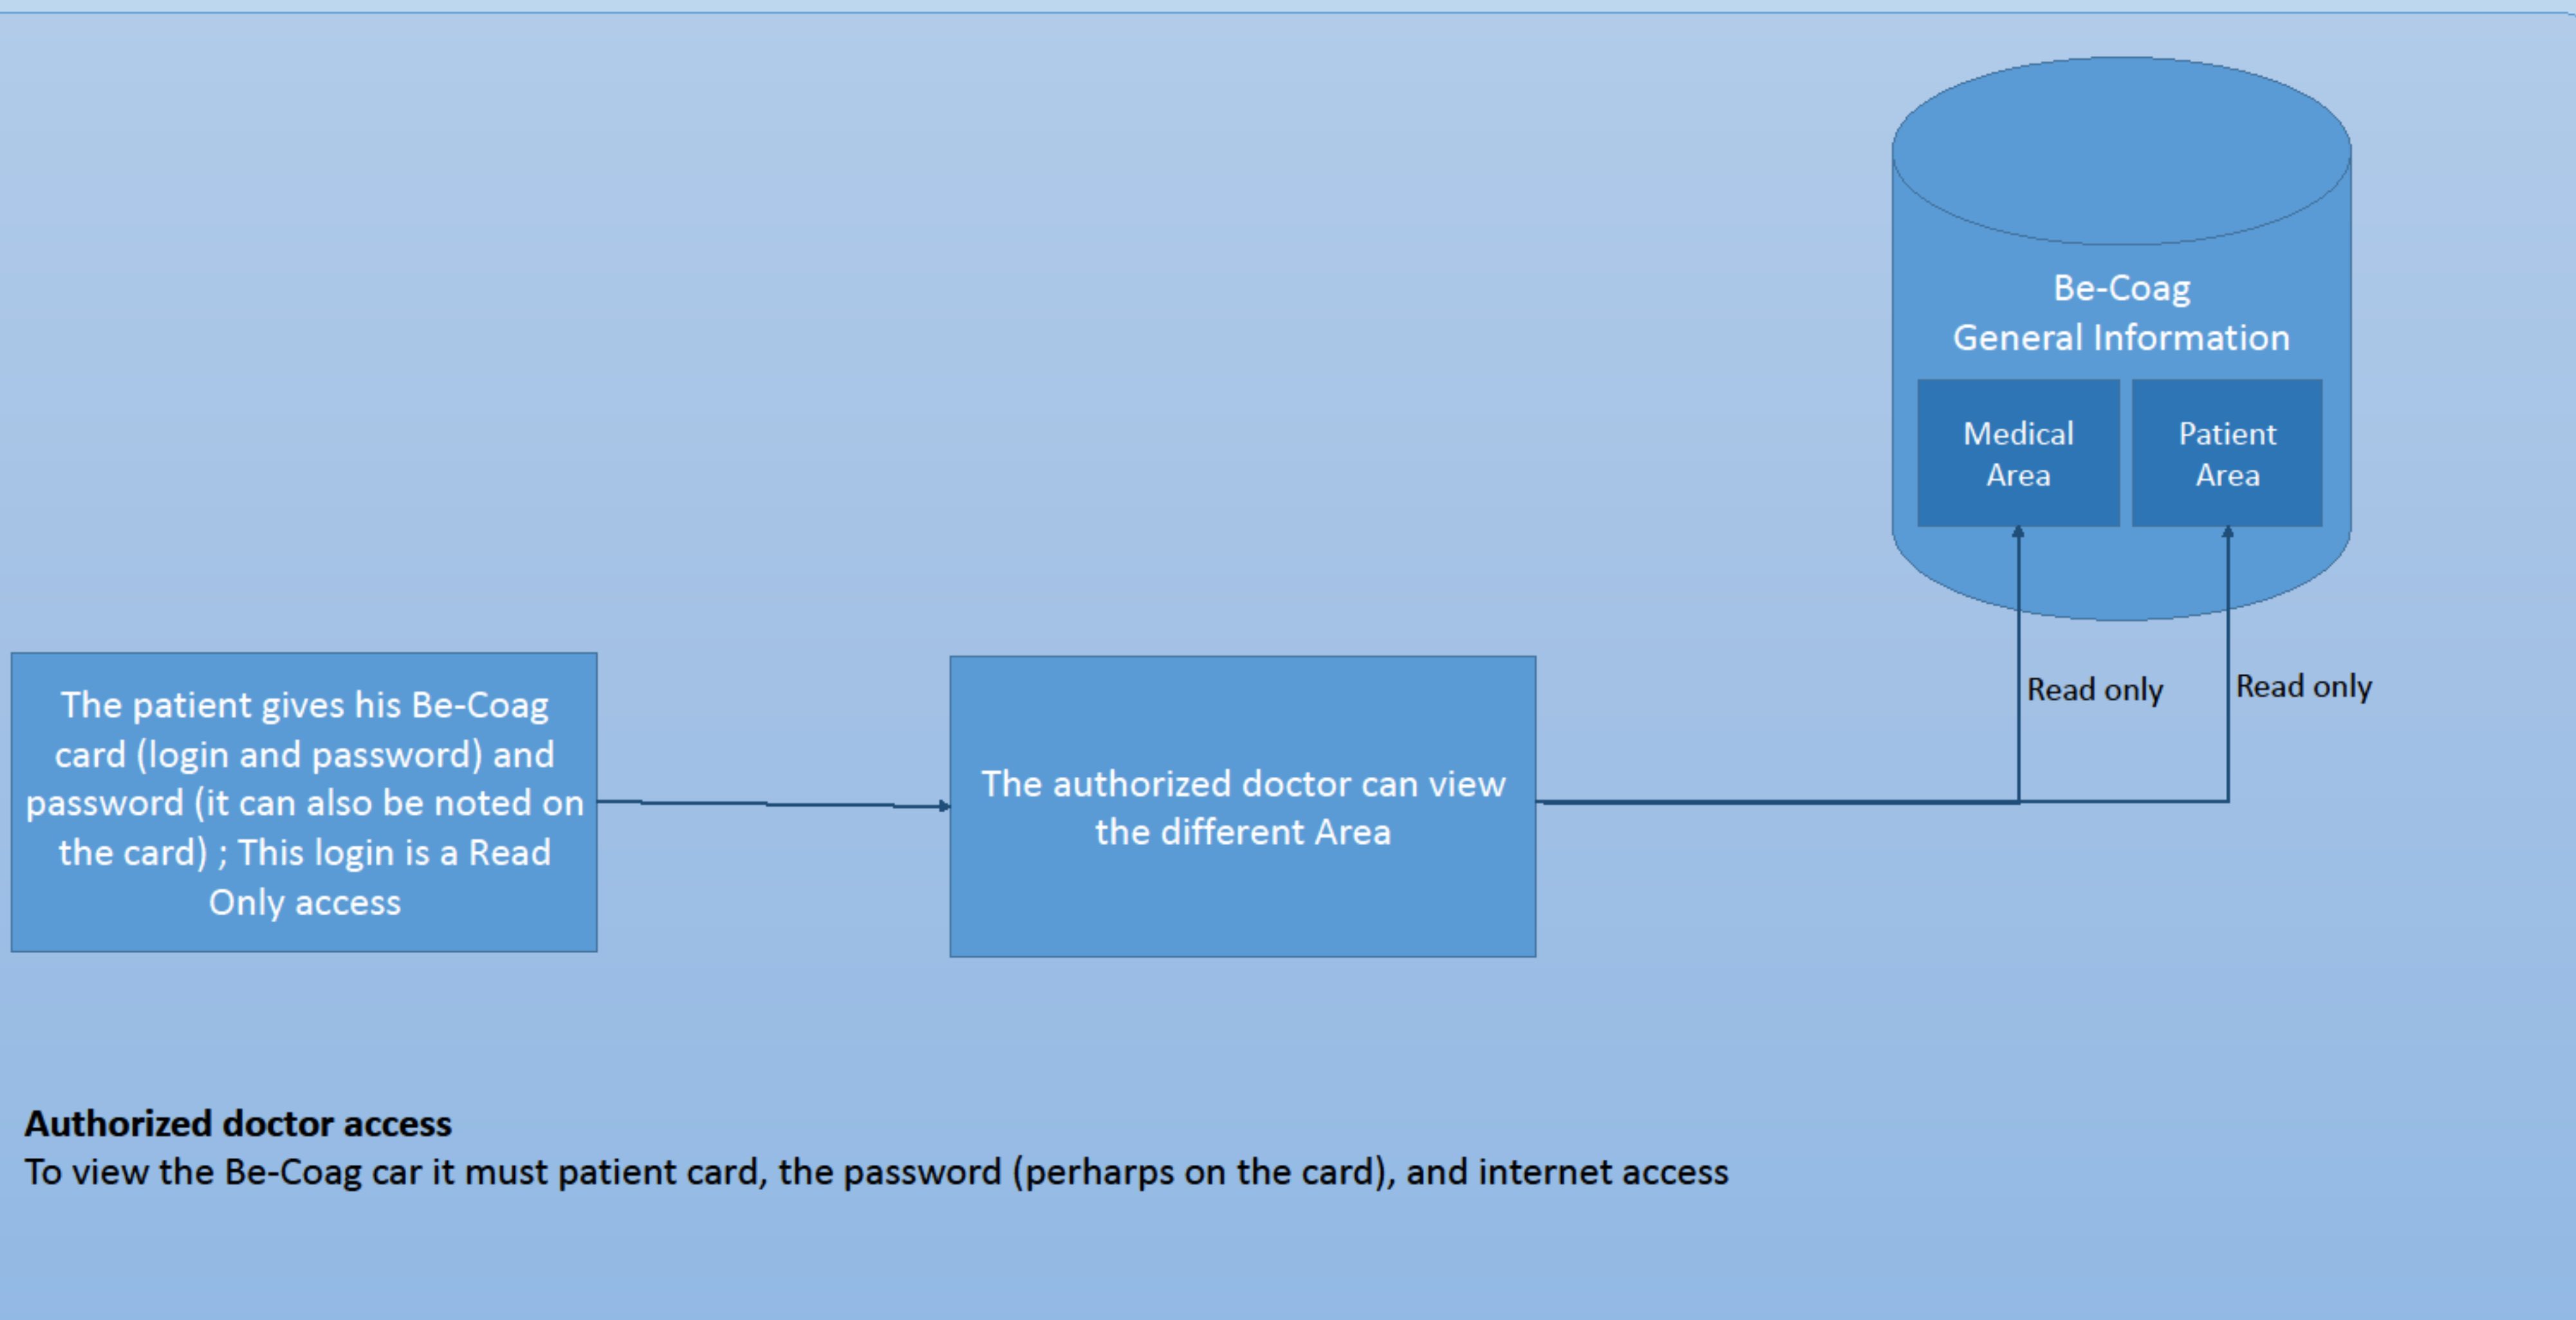 Be-Coag
General Information
Medical
Area
Patient
Area
Read only
Read only
The patient gives his Be-Coag
card (login and password) and
password (it can also be noted on
the card) ; This login is a Read
Only access
The authorized doctor can view
the different Area
Authorized doctor access
To view the Be-Coag car it must patient card, the password (perharps on the card), and internet access